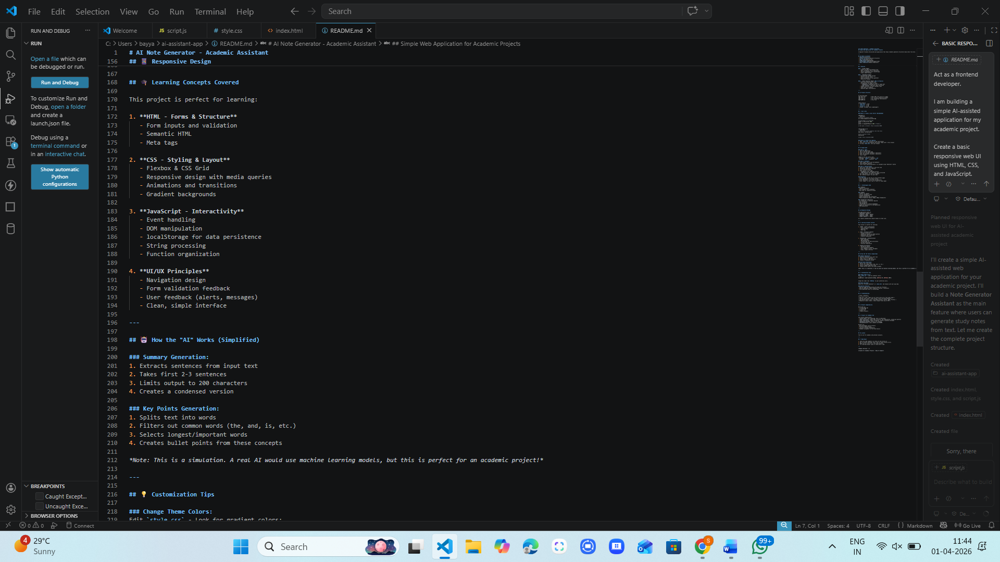 File Edit Selection View Go Run Terminal Help
Search
RUN AND DEBUG
RUN
Open a file which can
be debugged or run.
Run and Debug
To customize Run and
Debug, open a folder
and create a
launch.json file.
Debug using a
terminal command or
in an interactive chat.
Show automatic
Python
configurations
BREAKPOINTS
Caught Except...
Uncaught Exce...
BROWSER OPTIONS
Welcome
JS script.js
# style.css
<> index.html
README.md
C: > Users > bayya > ai-assistant-app > README.md > abc # AI Note Generator - Academic Assistant > abc ## Simple Web Application for Academic Projects
1 # AI Note Generator - Academic Assistant
156 ## 📱 Responsive Design
167
168 ## 🎓 Learning Concepts Covered
169
170 This project is perfect for learning:
171
172 1. **HTML - Forms & Structure**
173 - Form inputs and validation
174 - Semantic HTML
175 - Meta tags
176
177 2. **CSS - Styling & Layout**
178 - Flexbox & CSS Grid
179 - Responsive design with media queries
180 - Animations and transitions
181 - Gradient backgrounds
182
183 3. **JavaScript - Interactivity**
184 - Event handling
185 - DOM manipulation
186 - localStorage for data persistence
187 - String processing
188 - Function organization
189
190 4. **UI/UX Principles**
191 - Navigation design
192 - Form validation feedback
193 - User feedback (alerts, messages)
194 - Clean, simple interface
195
196 ---
197
198 ## 🤖 How the "AI" Works (Simplified)
199
200 ### Summary Generation:
201 1. Extracts sentences from input text
202 2. Takes first 2-3 sentences
203 3. Limits output to 200 characters
204 4. Creates a condensed version
205
206 ### Key Points Generation:
207 1. Splits text into words
208 2. Filters out common words (the, and, is, etc.)
209 3. Selects longest/important words
210 4. Creates bullet points from these concepts
211
212 *Note: This is a simulation. A real AI would use machine learning models, but this is perfect for an academic project!*
213
214 ---
215
216 ## 💡 Customization Tips
217
218 ### Change Theme Colors:
219 Edit `style.css` - Look for gradient colors:
BASIC RESPO...
README.md
Act as a frontend
developer.
I am building a
simple AI-assisted
application for my
academic project.
Create a basic
responsive web UI
using HTML, CSS,
and JavaScript.
Defau...
Planned responsive
web UI for AI-
assisted academic
project
I'll create a simple AI-
assisted web
application for your
academic project. I'll
build a Note Generator
Assistant as the main
feature where users can
generate study notes
from text. Let me create
the complete project
structure.
Created
ai-assistant-app
Created index.html,
style.css, and script.js
Created <> index.html
Created file
Sorry, there
JS script.js
Describe what to build
De...
0 0
Connect
Ln 7, Col 1
Spaces: 4
UTF-8
CRLF
{ } Markdown
Go Live
4
29°C
Sunny
Search
S
W
99+
ENG
IN
11:44
01-04-2026